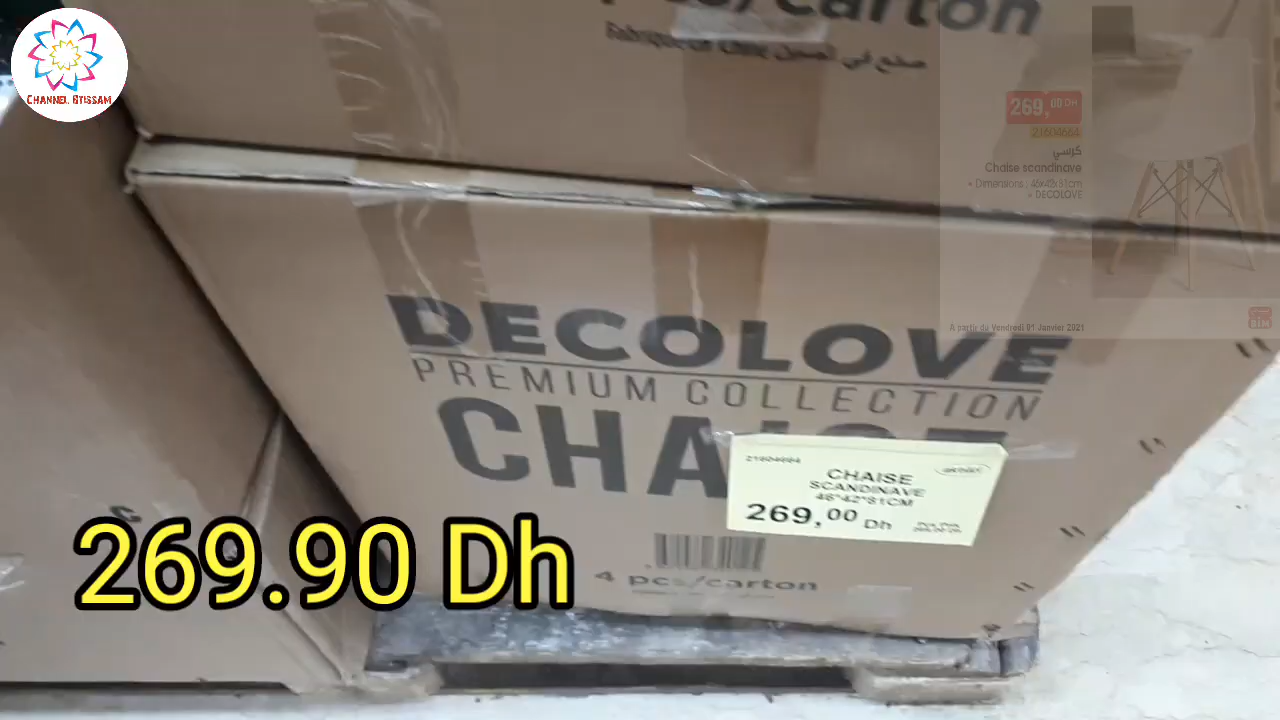 CHANNEL BTISSAM
pcs/carton
صنع في الصين
269,00 DH
21604664
كرسي
Chaise scandinave
• Dimensions : 46x42x81cm
• DECOLOVE
A partir du Vendredi 01 Janvier 2021
BIM
DECOLOVE
PREMIUM COLLECTION
CHAISE
21604664
CHAISE
SCANDINAVE
46*42*81CM
269,00 Dh
4 pcs/carton
269.90 Dh